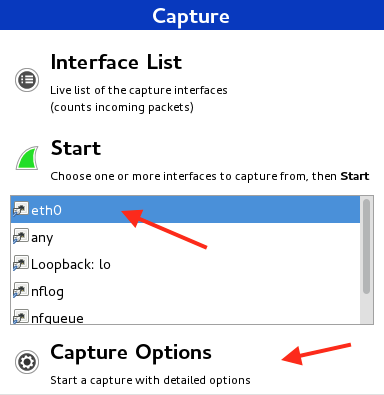 Capture
Interface List
Live list of the capture interfaces
(counts incoming packets)
Start
Choose one or more interfaces to capture from, then Start
eth0
any
Loopback: lo
nflog
nfqueue
Capture Options
Start a capture with detailed options